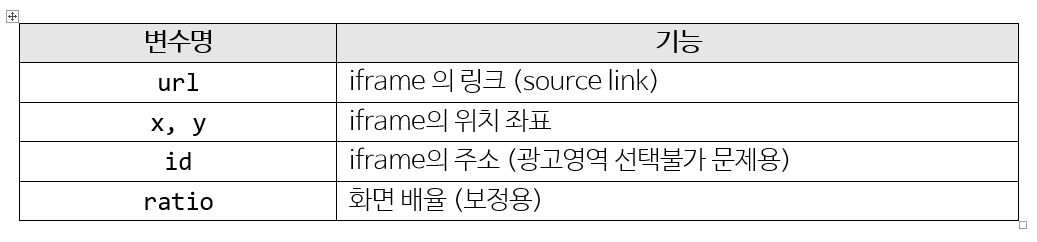 변수명 기능
url iframe 의 링크 (source link)
x, y iframe의 위치 좌표
id iframe의 주소 (광고영역 선택불가 문제용)
ratio 화면 배율 (보정용)